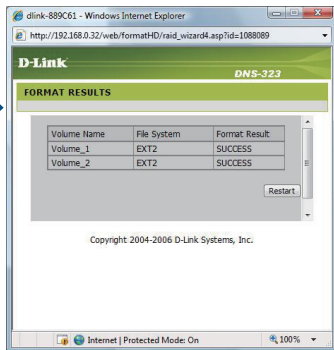 dlink-889C61 - Windows Internet Explorer
http://192.168.0.32/web/formatHD/raid_wizard4.asp?id=1088089
D-Link
DNS-323
FORMAT RESULTS
Volume Name File System Format Result
Volume_1 EXT2 SUCCESS
Volume_2 EXT2 SUCCESS
Restart
Copyright 2004-2006 D-Link Systems, Inc.
Internet | Protected Mode: On 100%